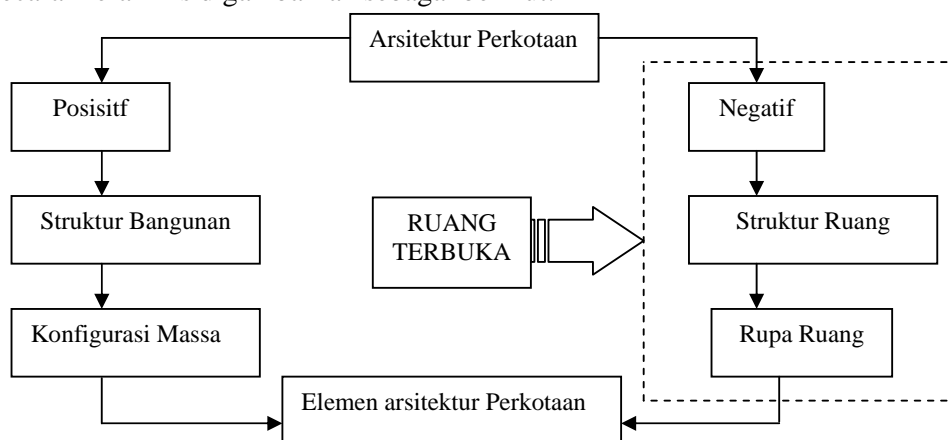 Arsitektur Perkotaan
Posisitf
Negatif
Struktur Bangunan
RUANG
TERBUKA
Struktur Ruang
Konfigurasi Massa
Rupa Ruang
Elemen arsitektur Perkotaan